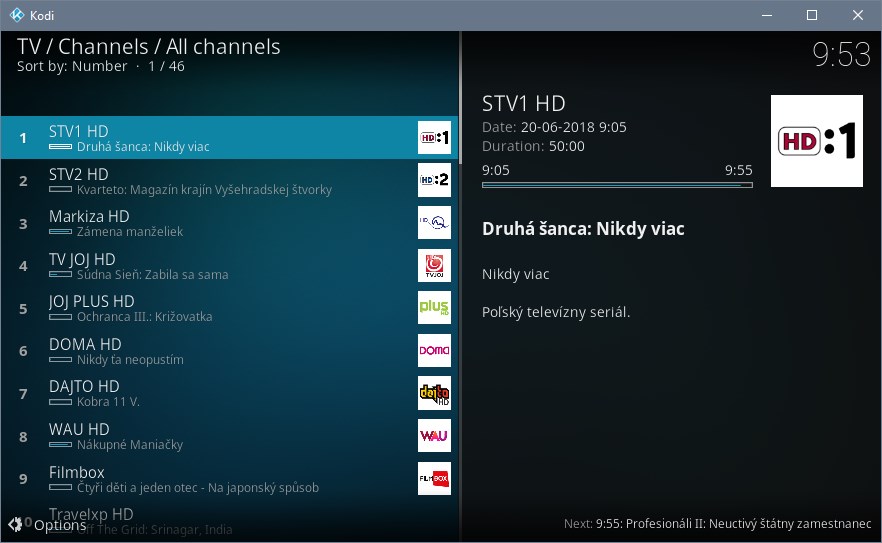 Kodi
TV / Channels / All channels
Sort by: Number · 1 / 46
9:53
1
STV1 HD
Druhá šanca: Nikdy viac
HD :1
2
STV2 HD
Kvarteto: Magazín krajín Vyšehradskej štvorky
HD :2
3
Markiza HD
Zámena manželiek
HD
4
TV JOJ HD
Súdna Sieň: Zabila sa sama
TVJOJ
5
JOJ PLUS HD
Ochranca III.: Križovatka
plus
HD
6
DOMA HD
Nikdy ťa neopustím
DOMA
7
DAJTO HD
Kobra 11 V.
dajto
HD
8
WAU HD
Nákupné Maniačky
WAU
9
Filmbox
Čtyři děti a jeden otec - Na japonský spůsob
FILMBOX
10
Travelxp HD
Off The Grid: Srinagar, India
Options
STV1 HD
Date: 20-06-2018 9:05
Duration: 50:00
9:05 9:55
HD :1
Druhá šanca: Nikdy viac
Nikdy viac
Poľský televízny seriál.
Next: 9:55: Profesionáli II: Neuctivý štátny zamestnanec